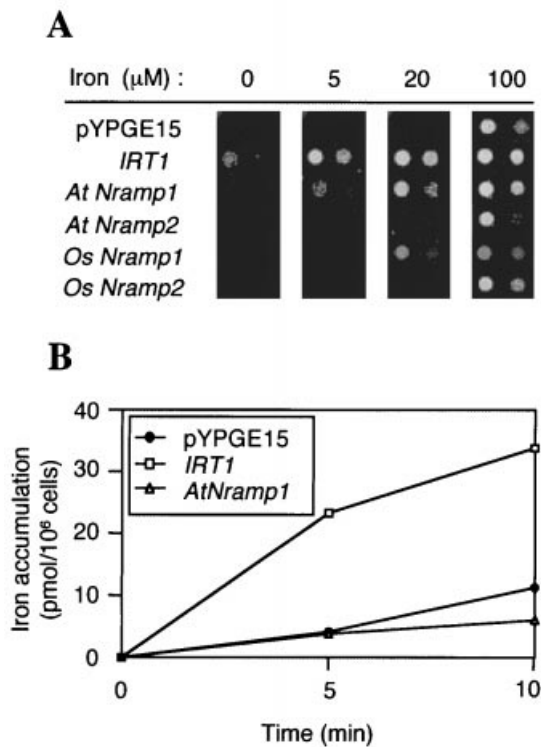 A
Iron (µM) : 0 5 20 100
pYPGE15
IRT1
At Nramp1
At Nramp2
Os Nramp1
Os Nramp2
B
Iron accumulation
(pmol/10⁶ cells)
40
30
20
10
0
pYPGE15
IRT1
AtNramp1
0 5 10
Time (min)